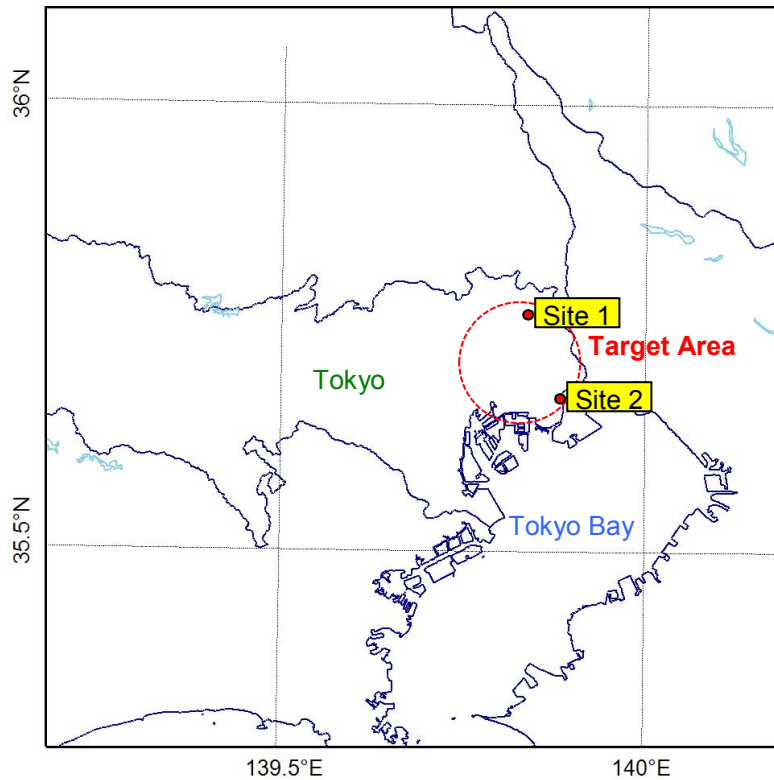 36°N
Site 1
Target Area
Tokyo
Site 2
Tokyo Bay
35.5°N
139.5°E
140°E